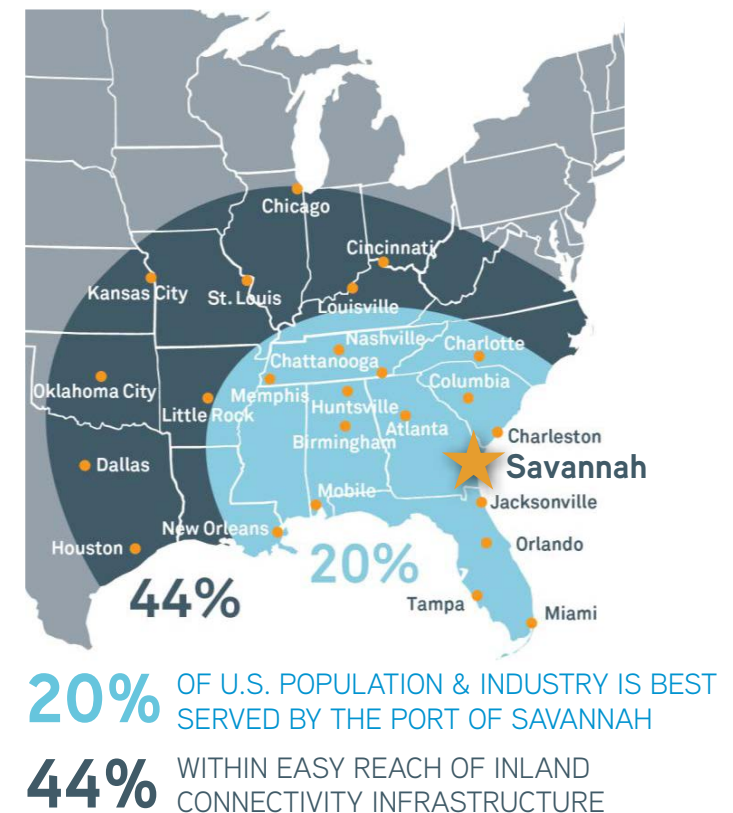 Chicago
Cincinnati
Kansas City
St. Louis
Louisville
Nashville
Charlotte
Chattanooga
Oklahoma City
Columbia
Memphis
Little Rock
Huntsville
Atlanta
Charleston
Birmingham
Dallas
Savannah
Mobile
Jacksonville
New Orleans
Houston
Orlando
20%
44%
Tampa
Miami
20% OF U.S. POPULATION & INDUSTRY IS BEST
SERVED BY THE PORT OF SAVANNAH
44% WITHIN EASY REACH OF INLAND
CONNECTIVITY INFRASTRUCTURE